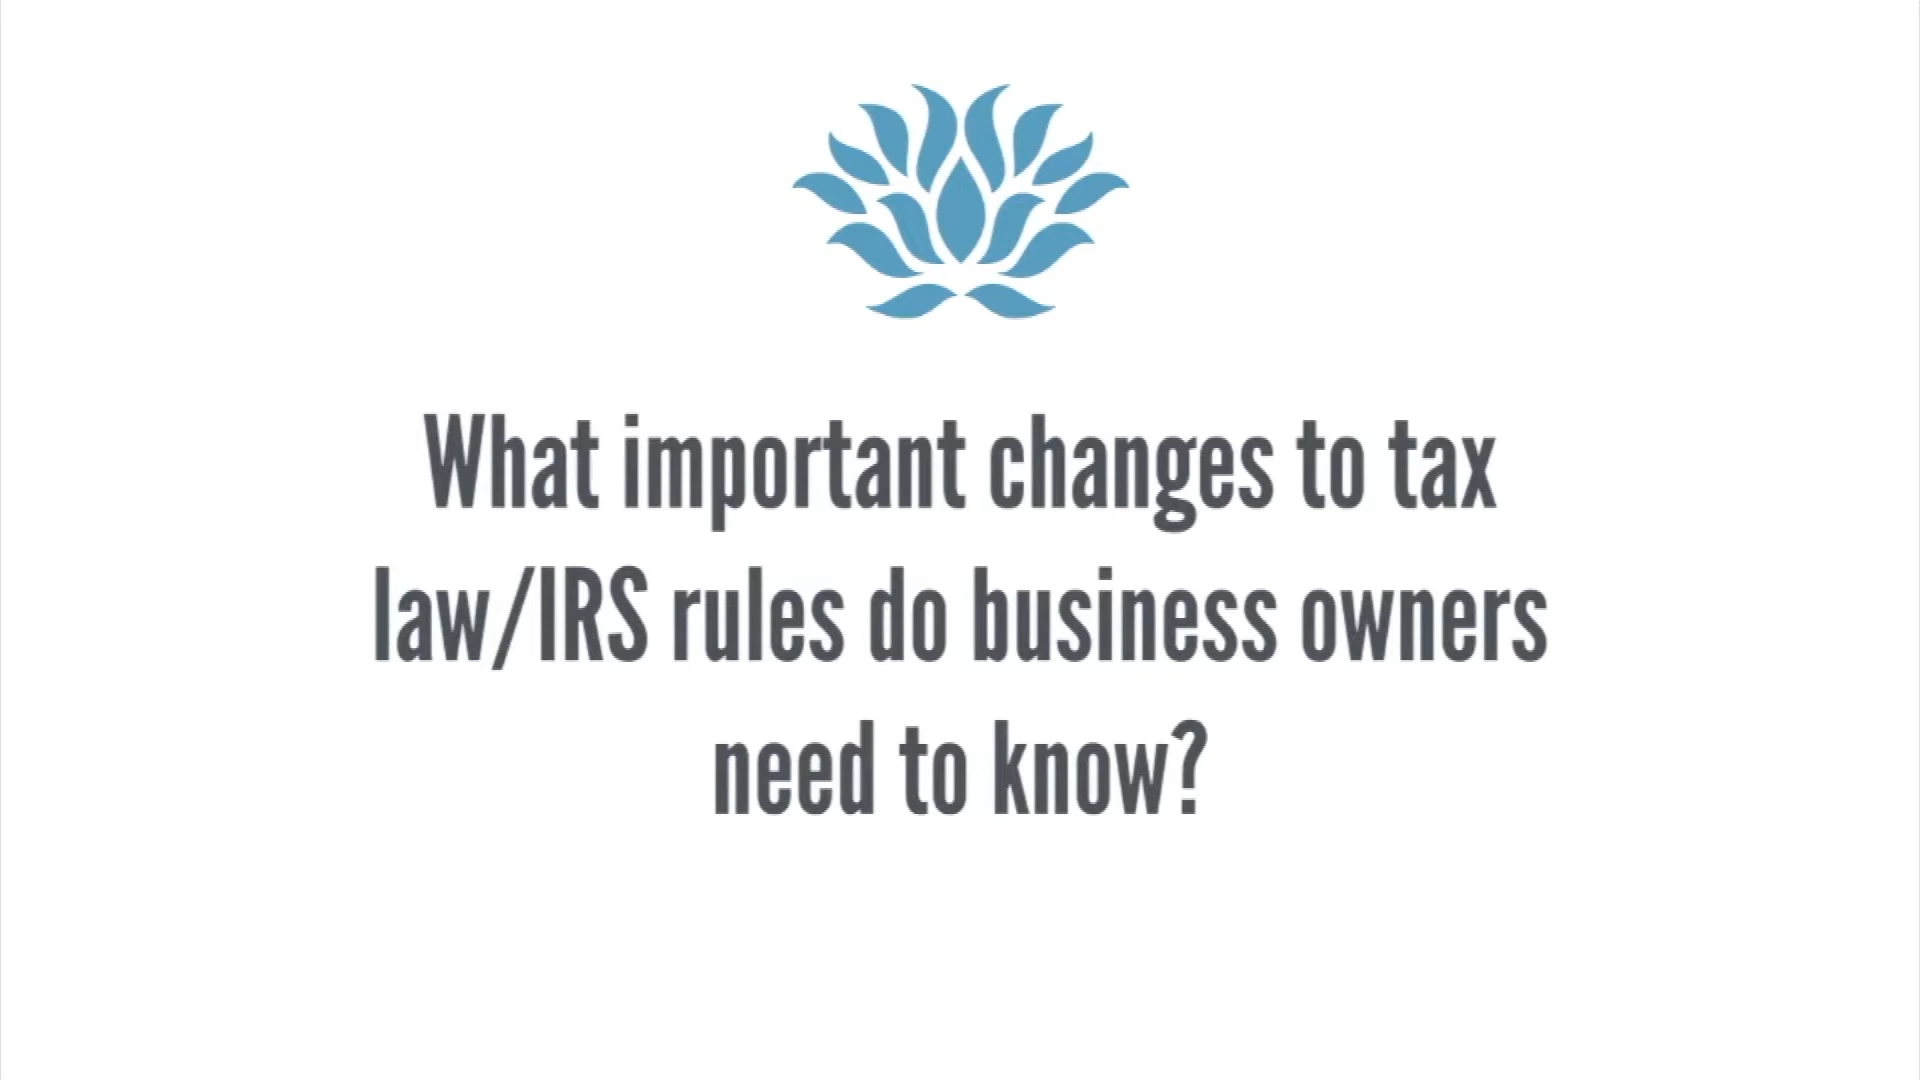 What important changes to tax
law/IRS rules do business owners
need to know?